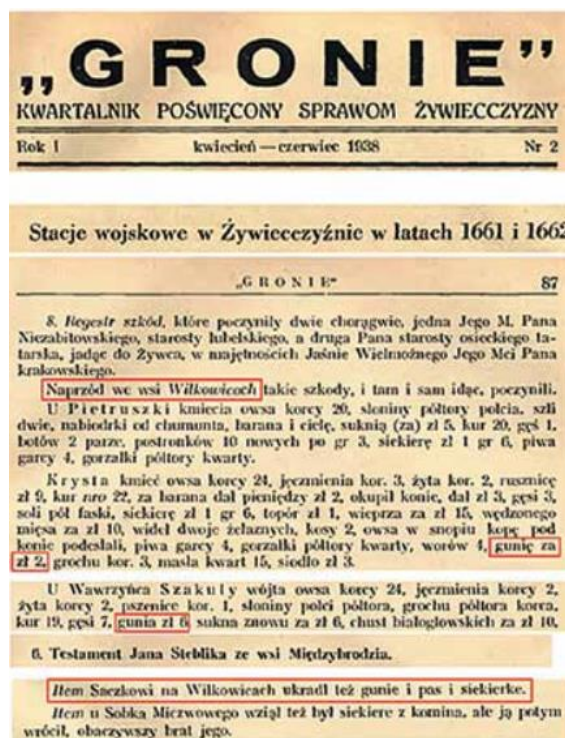 „GRONIE”
KWARTALNIK POŚWIĘCONY SPRAWOM ŻYWIECCZYZNY
Rok I kwiecień — czerwiec 1938 Nr 2
Stacje wojskowe w Żywiecczyźnie w latach 1661 i 1662
„GRONIE“ 87
8. Regestr szkód, które poczyniły dwie chorągwie, jedna Jego M. Pana
Niezabitowskiego, starosty lubelskiego, a druga Pana starosty osieckiego ta-
tarska, jadąc do Żywca, w majętnościach Jaśnie Wielmożnego Jego Mci Pana
krakowskiego.
Naprzód we wsi Wilkowicach takie szkody, i tam i sam idąc, poczynili.
U Pietruszki kmiecia owsa korcy 20, słoniny półtory połcia, szli
dwie, nabiodrki od chumunta, barana i cielę, suknią (za) zł 5, kur 20, gęś 1,
botów 2 parze, postronków 10 nowych po gr 3, siekierę zł 1 gr 6, piwa
garcy 4, gorzałki półtory kwarty.
Krysta kmieć owsa korcy 24, jęczmienia kor. 3, żyta kor. 2, rusznicę
zł 9, kur nro 22, za barana dał pieniędzy zł 2, okupił konie, dał zł 3, gęsi 3,
soli pół faski, siekierę zł 1 gr 6, topór zł 1, wieprza za zł 15, wędzonego
mięsa za zł 10, wideł dwoje żelaznych, kosy 2, owsa w snopiu kopę pod
konie podesłali, piwa garcy 4, gorzałki półtory kwarty, worów 4, gunię za
zł 2, grochu kor. 3, masła kwart 15, siodło zł 3.
U Wawrzyńca Szakuły wójta owsa korcy 24, jęczmienia korcy 2,
żyta korcy 2, pszenice kor. 1, słoniny połci półtora, grochu półtora korca,
kur 19, gęsi 7, gunia zł 6 sukna znowu za zł 6, chust białogłowskich za zł 10,
6. Testament Jana Steblika ze wsi Międzybrodzia.
Item Saczkowi na Wilkowicach ukradł też gunie i pas i siekierke.
Item u Sobka Miczwowego wziął też był siekiere z komina, ale ją potym
wrócił, obaczywszy brat jego.